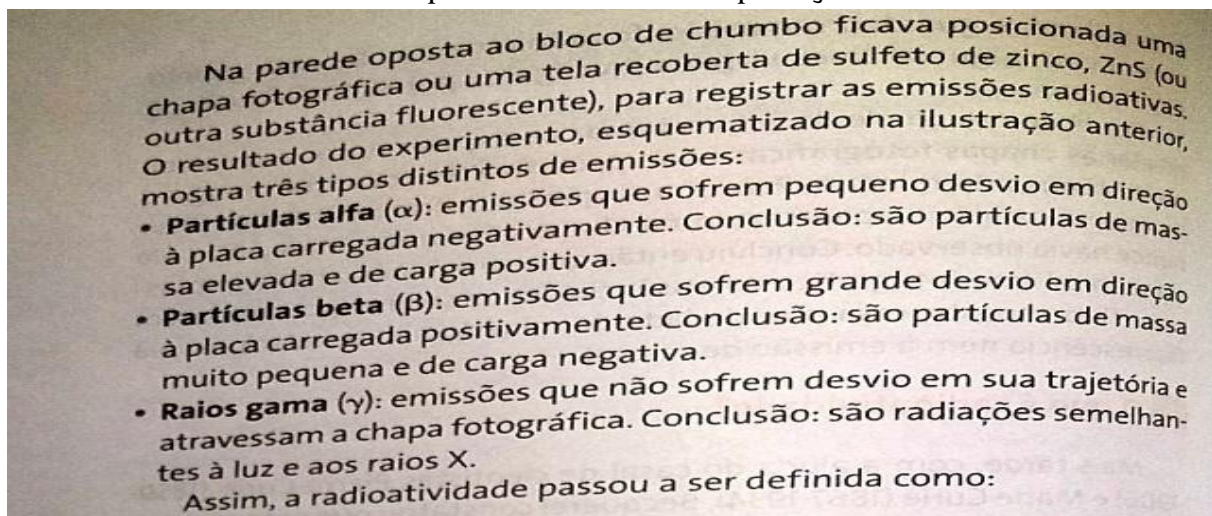 Na parede oposta ao bloco de chumbo ficava posicionada uma
chapa fotográfica ou uma tela recoberta de sulfeto de zinco, ZnS (ou
outra substância fluorescente), para registrar as emissões radioativas.
O resultado do experimento, esquematizado na ilustração anterior,
mostra três tipos distintos de emissões:
• Partículas alfa (α): emissões que sofrem pequeno desvio em direção
à placa carregada negativamente. Conclusão: são partículas de mas-
sa elevada e de carga positiva.
• Partículas beta (β): emissões que sofrem grande desvio em direção
à placa carregada positivamente. Conclusão: são partículas de massa
muito pequena e de carga negativa.
• Raios gama (γ): emissões que não sofrem desvio em sua trajetória e
atravessam a chapa fotográfica. Conclusão: são radiações semelhan-
tes à luz e aos raios X.
Assim, a radioatividade passou a ser definida como: